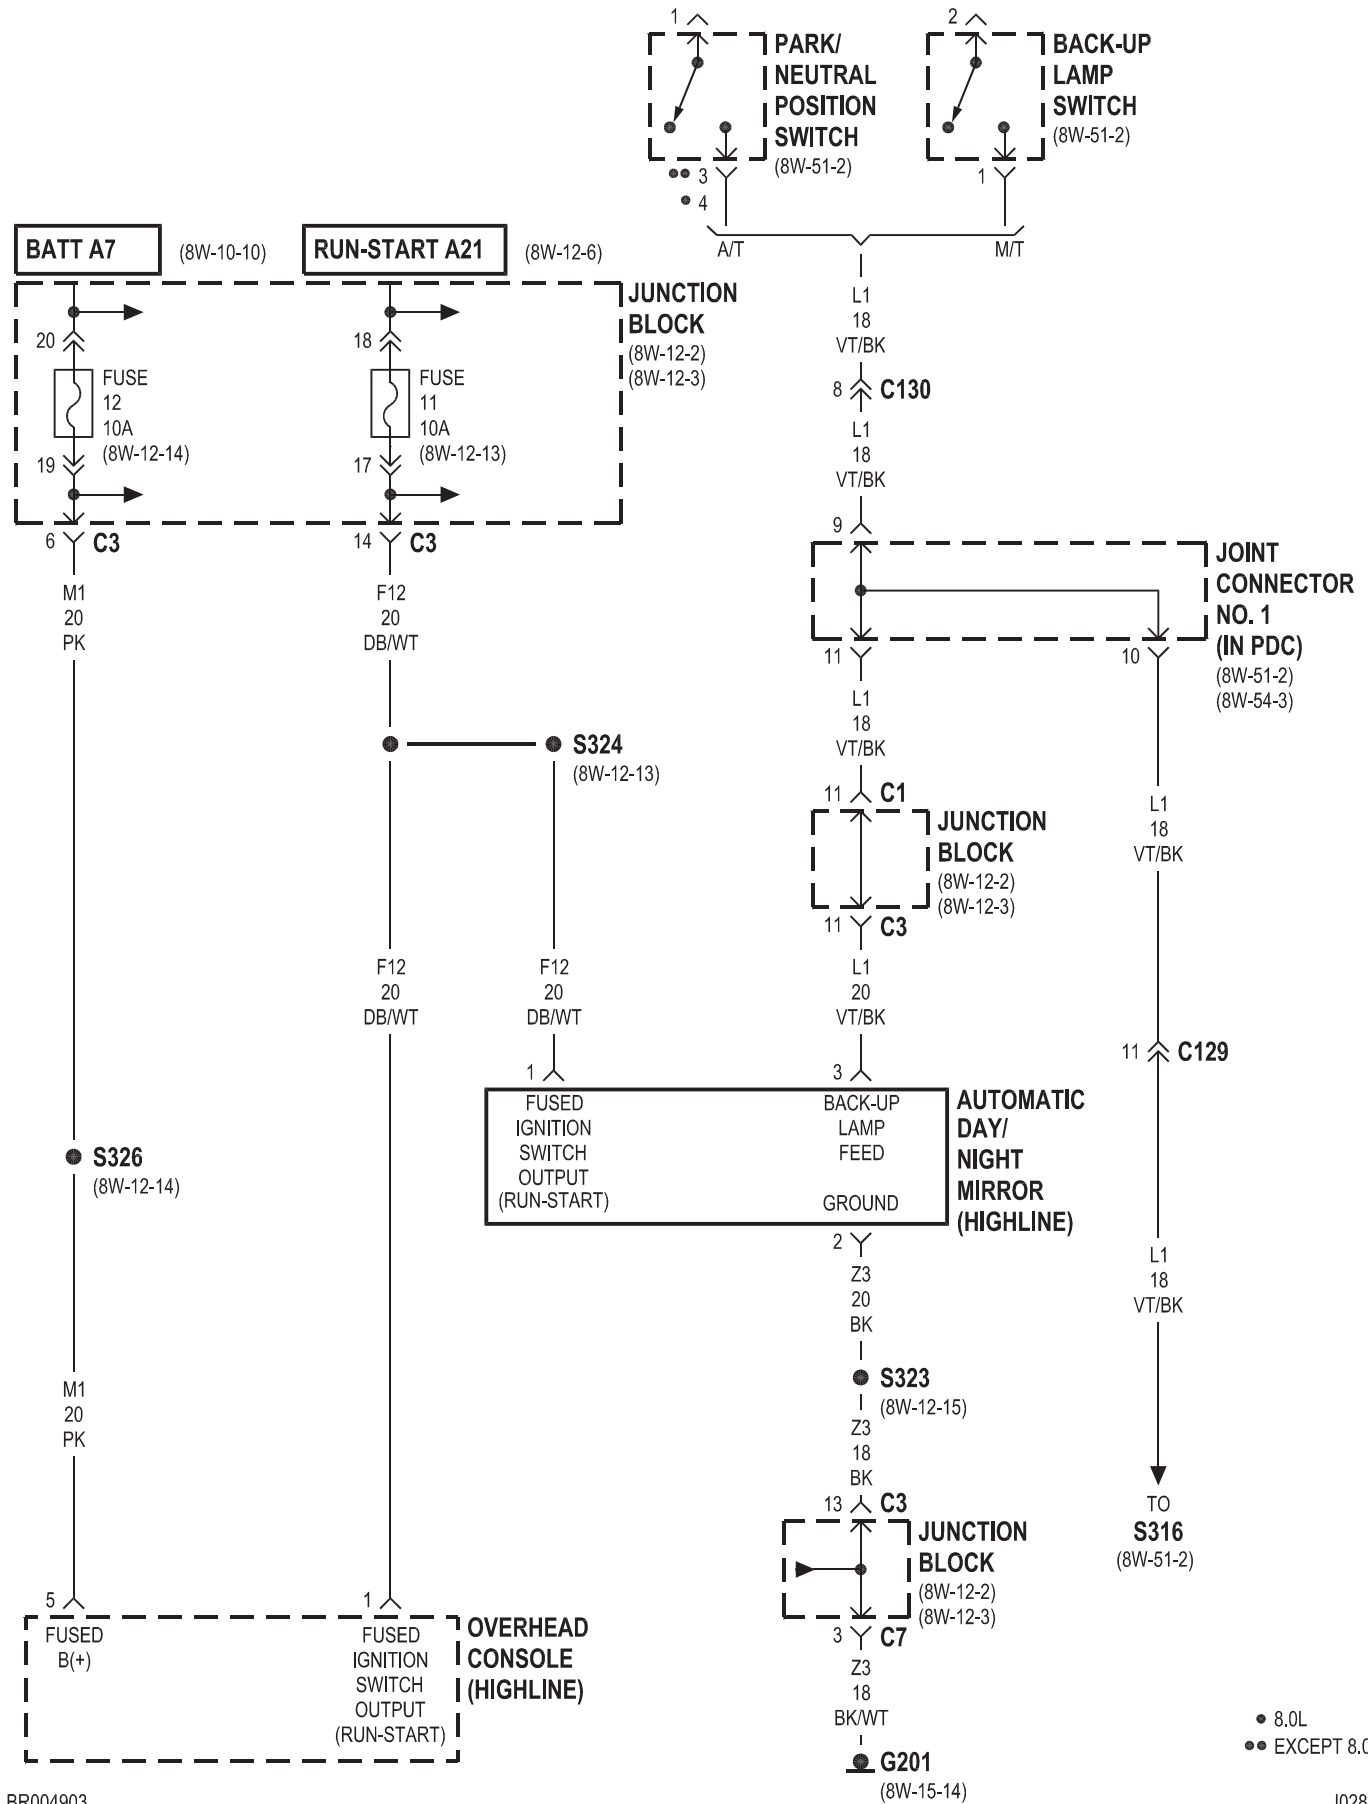 1
PARK/
NEUTRAL
POSITION
SWITCH
(8W-51-2)
3
4
A/T
2
BACK-UP
LAMP
SWITCH
(8W-51-2)
1
M/T
BATT A7
(8W-10-10)
RUN-START A21
(8W-12-6)
JUNCTION
BLOCK
(8W-12-2)
(8W-12-3)
20
FUSE
12
10A
(8W-12-14)
19
6
C3
18
FUSE
11
10A
(8W-12-13)
17
14
C3
L1
18
VT/BK
8
C130
L1
18
VT/BK
9
JOINT
CONNECTOR
NO. 1
(IN PDC)
(8W-51-2)
(8W-54-3)
11
10
M1
20
PK
F12
20
DB/WT
S324
(8W-12-13)
L1
18
VT/BK
11
C1
JUNCTION
BLOCK
(8W-12-2)
(8W-12-3)
11
C3
L1
18
VT/BK
F12
20
DB/WT
F12
20
DB/WT
L1
20
VT/BK
11
C129
1
3
FUSED
IGNITION
SWITCH
OUTPUT
(RUN-START)
BACK-UP
LAMP
FEED
GROUND
AUTOMATIC
DAY/
NIGHT
MIRROR
(HIGHLINE)
S326
(8W-12-14)
2
Z3
20
BK
L1
18
VT/BK
S323
(8W-12-15)
M1
20
PK
Z3
18
BK
13
C3
JUNCTION
BLOCK
(8W-12-2)
(8W-12-3)
TO
S316
(8W-51-2)
5
FUSED
B(+)
1
FUSED
IGNITION
SWITCH
OUTPUT
(RUN-START)
OVERHEAD
CONSOLE
(HIGHLINE)
3
C7
Z3
18
BK/WT
G201
(8W-15-14)
8.0L
EXCEPT 8.0
BR004903
J028